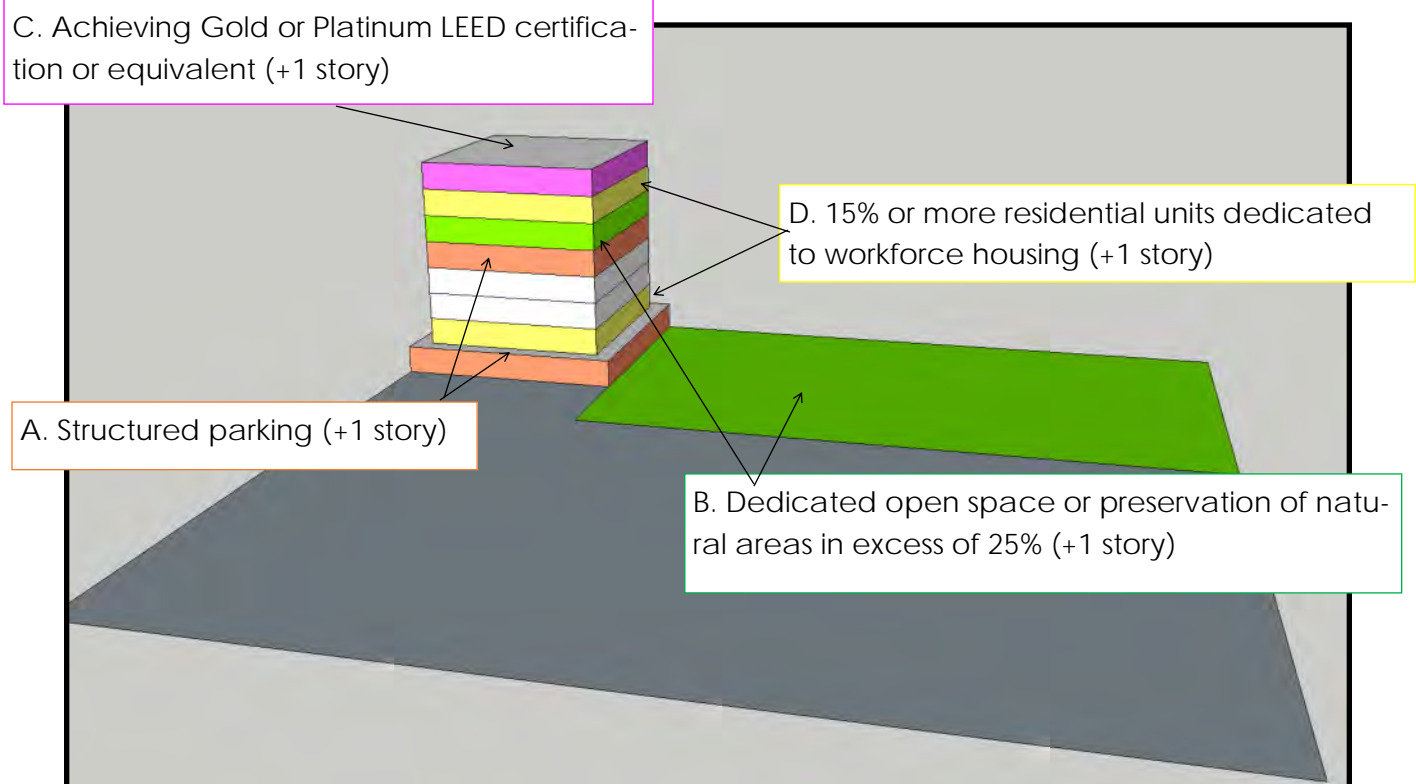 C. Achieving Gold or Platinum LEED certifica-
tion or equivalent (+1 story)
D. 15% or more residential units dedicated
to workforce housing (+1 story)
A. Structured parking (+1 story)
B. Dedicated open space or preservation of natu-
ral areas in excess of 25% (+1 story)